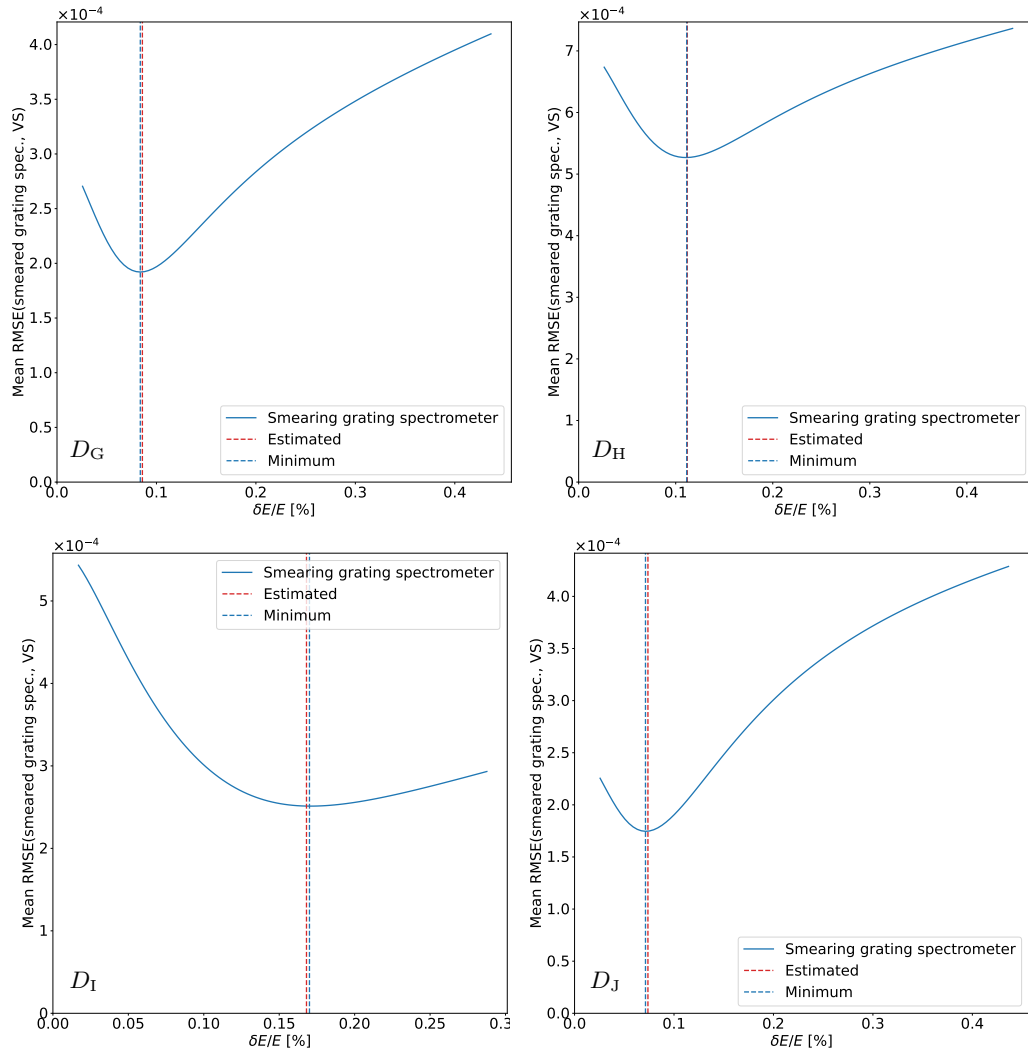 ×10⁻⁴
Mean RMSE(smeared grating spec., VS)
4.0
3.5
3.0
2.5
2.0
1.5
1.0
0.5
0.0
0.0 0.1 0.2 0.3 0.4
δE/E [%]
Smearing grating spectrometer
Estimated
Minimum
D_G
×10⁻⁴
Mean RMSE(smeared grating spec., VS)
7
6
5
4
3
2
1
0
0.0 0.1 0.2 0.3 0.4
δE/E [%]
Smearing grating spectrometer
Estimated
Minimum
D_H
×10⁻⁴
Mean RMSE(smeared grating spec., VS)
5
4
3
2
1
0
0.00 0.05 0.10 0.15 0.20 0.25 0.3
δE/E [%]
Smearing grating spectrometer
Estimated
Minimum
D_I
×10⁻⁴
Mean RMSE(smeared grating spec., VS)
4.0
3.5
3.0
2.5
2.0
1.5
1.0
0.5
0.0
0.0 0.1 0.2 0.3 0.4
δE/E [%]
Smearing grating spectrometer
Estimated
Minimum
D_J